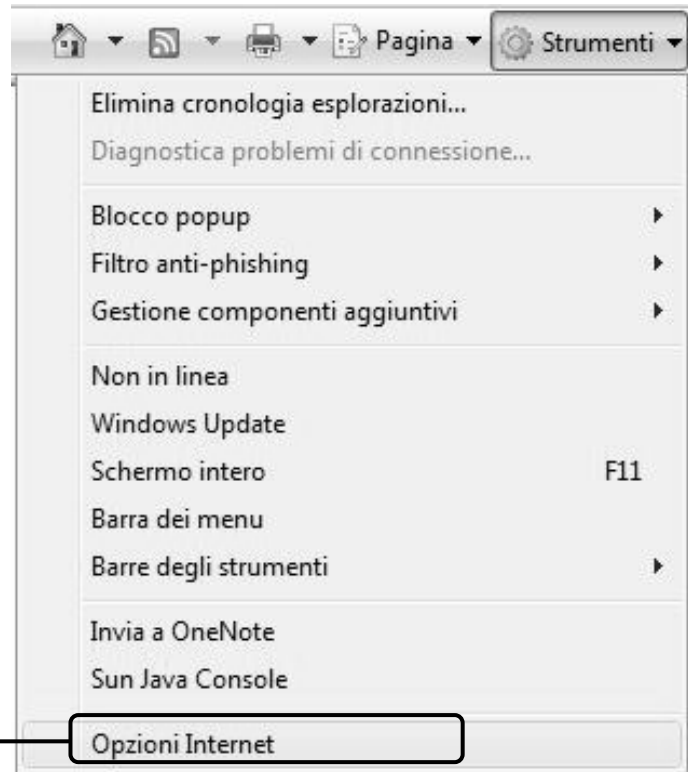 Pagina Strumenti
Elimina cronologia esplorazioni...
Diagnostica problemi di connessione...
Blocco popup
Filtro anti-phishing
Gestione componenti aggiuntivi
Non in linea
Windows Update
Schermo intero F11
Barra dei menu
Barre degli strumenti
Invia a OneNote
Sun Java Console
Opzioni Internet